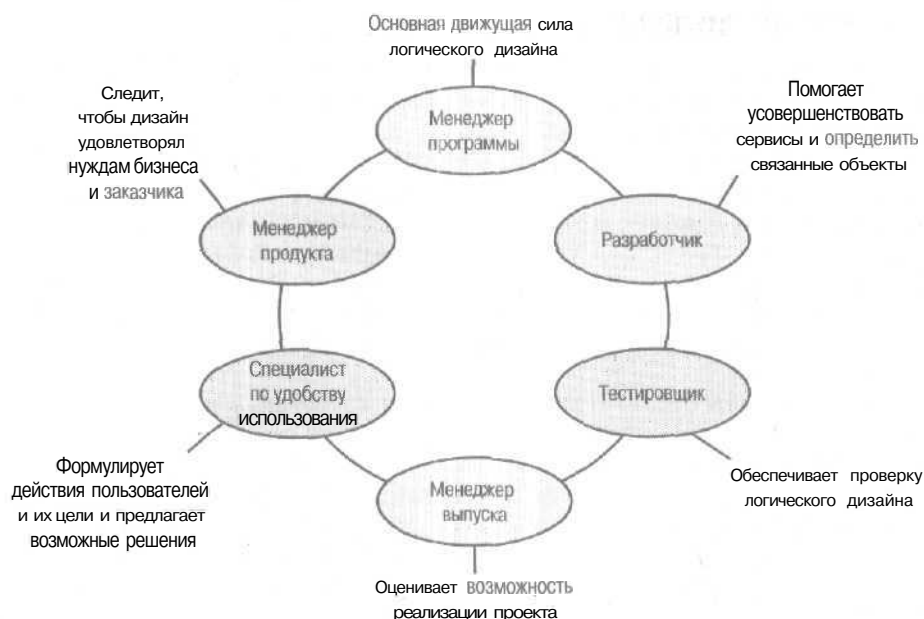 Основная движущая сила
логического дизайна
Менеджер
программы
Помогает
усовершенствовать
сервисы и определить
связанные объекты
Разработчик
Тестировщик
Обеспечивает проверку
логического дизайна
Менеджер
выпуска
Оценивает возможность
реализации проекта
Специалист
по удобству
использования
Формулирует
действия пользователей
и их цели и предлагает
возможные решения
Менеджер
продукта
Следит,
чтобы дизайн
удовлетворял
нуждам бизнеса
и заказчика